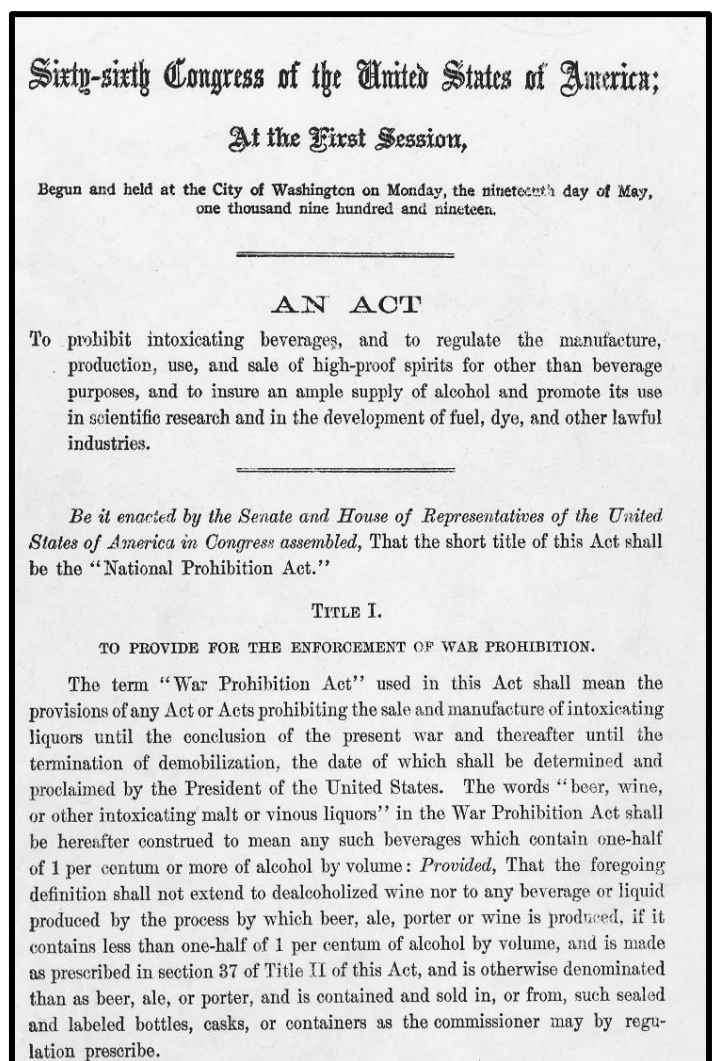 Sixty-sixth Congress of the United States of America;
At the First Session,
Begun and held at the City of Washington on Monday, the nineteenth day of May,
one thousand nine hundred and nineteen.
AN ACT
To prohibit intoxicating beverages, and to regulate the manufacture,
production, use, and sale of high-proof spirits for other than beverage
purposes, and to insure an ample supply of alcohol and promote its use
in scientific research and in the development of fuel, dye, and other lawful
industries.
Be it enacted by the Senate and House of Representatives of the United
States of America in Congress assembled, That the short title of this Act shall
be the “National Prohibition Act.”
TITLE I.
TO PROVIDE FOR THE ENFORCEMENT OF WAR PROHIBITION.
The term “War Prohibition Act” used in this Act shall mean the
provisions of any Act or Acts prohibiting the sale and manufacture of intoxicating
liquors until the conclusion of the present war and thereafter until the
termination of demobilization, the date of which shall be determined and
proclaimed by the President of the United States. The words “beer, wine,
or other intoxicating malt or vinous liquors” in the War Prohibition Act shall
be hereafter construed to mean any such beverages which contain one-half
of 1 per centum or more of alcohol by volume: Provided, That the foregoing
definition shall not extend to dealcoholized wine nor to any beverage or liquid
produced by the process by which beer, ale, porter or wine is produced, if it
contains less than one-half of 1 per centum of alcohol by volume, and is made
as prescribed in section 37 of Title II of this Act, and is otherwise denominated
than as beer, ale, or porter, and is contained and sold in, or from, such sealed
and labeled bottles, casks, or containers as the commissioner may by regu-
lation prescribe.